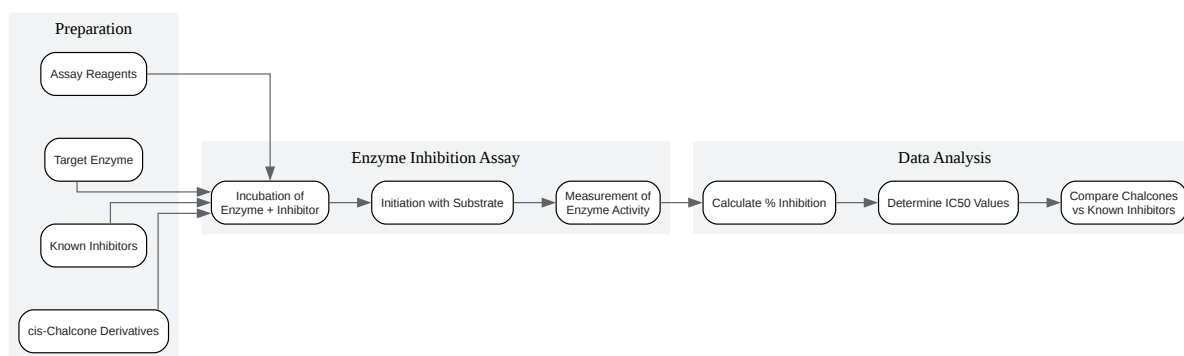 Preparation
Assay Reagents
Target Enzyme
Known Inhibitors
cis-Chalcone Derivatives
Enzyme Inhibition Assay
Incubation of
Enzyme + Inhibitor
Initiation with Substrate
Measurement of
Enzyme Activity
Data Analysis
Calculate % Inhibition
Determine IC50 Values
Compare Chalcones
vs Known Inhibitors